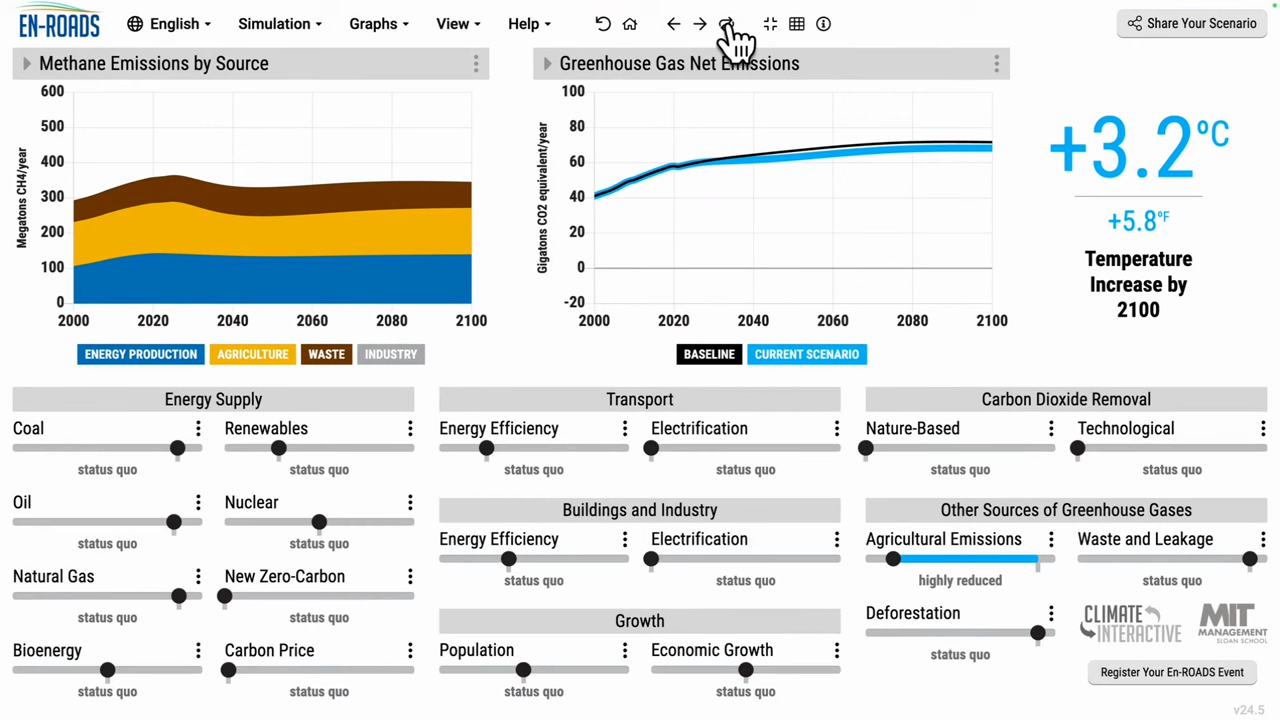 EN-ROADS
English
Simulation
Graphs
View
Help
Share Your Scenario
Methane Emissions by Source
Megatons CH4/year
600
500
400
300
200
100
0
2000 2020 2040 2060 2080 2100
ENERGY PRODUCTION
AGRICULTURE
WASTE
INDUSTRY
Greenhouse Gas Net Emissions
Gigatons CO2 equivalent/year
100
80
60
40
20
0
-20
2000 2020 2040 2060 2080 2100
BASELINE
CURRENT SCENARIO
+3.2°C
+5.8°F
Temperature
Increase by
2100
Energy Supply
Coal
status quo
Renewables
status quo
Oil
status quo
Nuclear
status quo
Natural Gas
status quo
New Zero-Carbon
status quo
Bioenergy
status quo
Carbon Price
status quo
Transport
Energy Efficiency
status quo
Electrification
status quo
Buildings and Industry
Energy Efficiency
status quo
Electrification
status quo
Growth
Population
status quo
Economic Growth
status quo
Carbon Dioxide Removal
Nature-Based
status quo
Technological
status quo
Other Sources of Greenhouse Gases
Agricultural Emissions
highly reduced
Waste and Leakage
status quo
Deforestation
status quo
CLIMATE
INTERACTIVE
MIT
MANAGEMENT
SLOAN SCHOOL
Register Your En-ROADS Event
v24.5